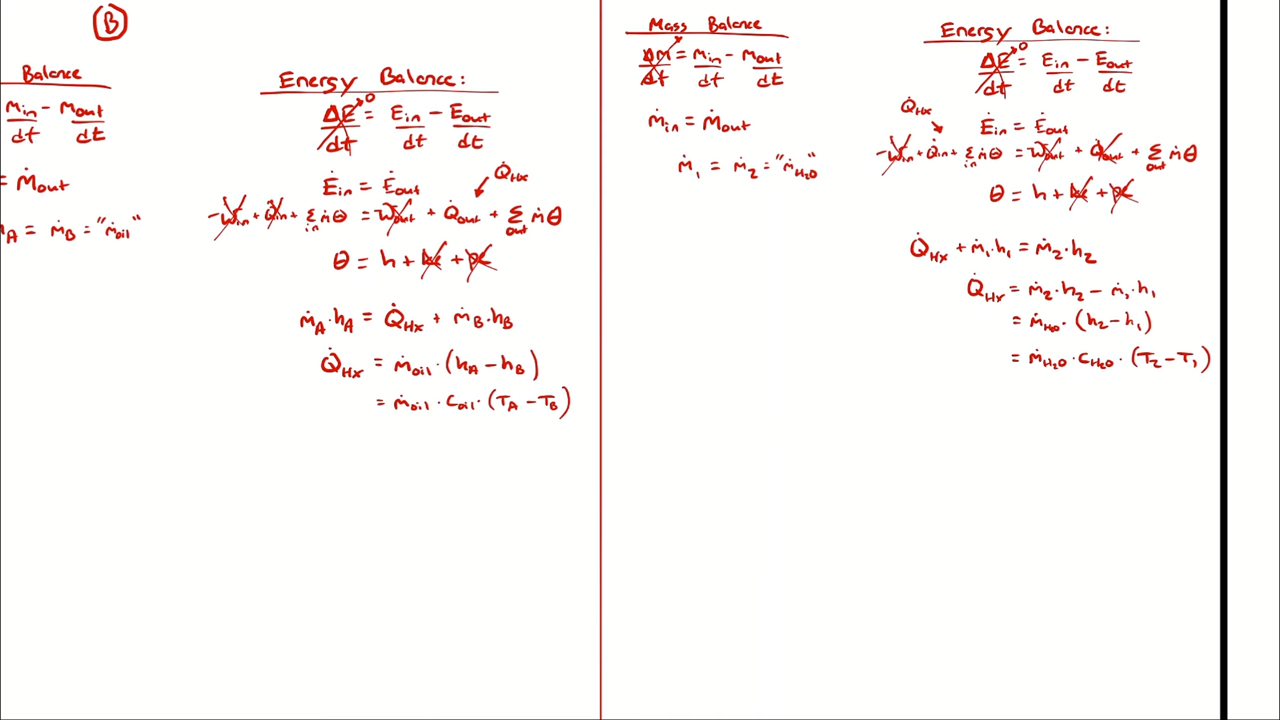 B
Balance
Min/dt - Mout/dt
= ṁout
A = ṁB = "ṁoil"
Energy Balance:
ΔE/dt→0 = Ein/dt - Eout/dt
Ėin = Ėout
Q̇HX
-Ẇin + Q̇in + Σin ṁθ = Ẇout + Q̇out + Σout ṁθ
θ = h + ke + pe
ṁA·hA = Q̇HX + ṁB·hB
Q̇HX = ṁoil·(hA - hB)
= ṁoil·Coil·(TA - TB)
Mass Balance
ΔM/dt = Min/dt - Mout/dt
ṁin = ṁout
ṁ1 = ṁ2 = "ṁH2O"
Energy Balance:
ΔE/dt→0 = Ein/dt - Eout/dt
Q̇HX
Ėin = Ėout
-Ẇin + Q̇in + Σin ṁθ = Ẇout + Q̇out + Σout ṁθ
θ = h + ke + pe
Q̇HX + ṁ1·h1 = ṁ2·h2
Q̇HX = ṁ2·h2 - ṁ1·h1
= ṁH2O·(h2 - h1)
= ṁH2O·CH2O·(T2 - T1)